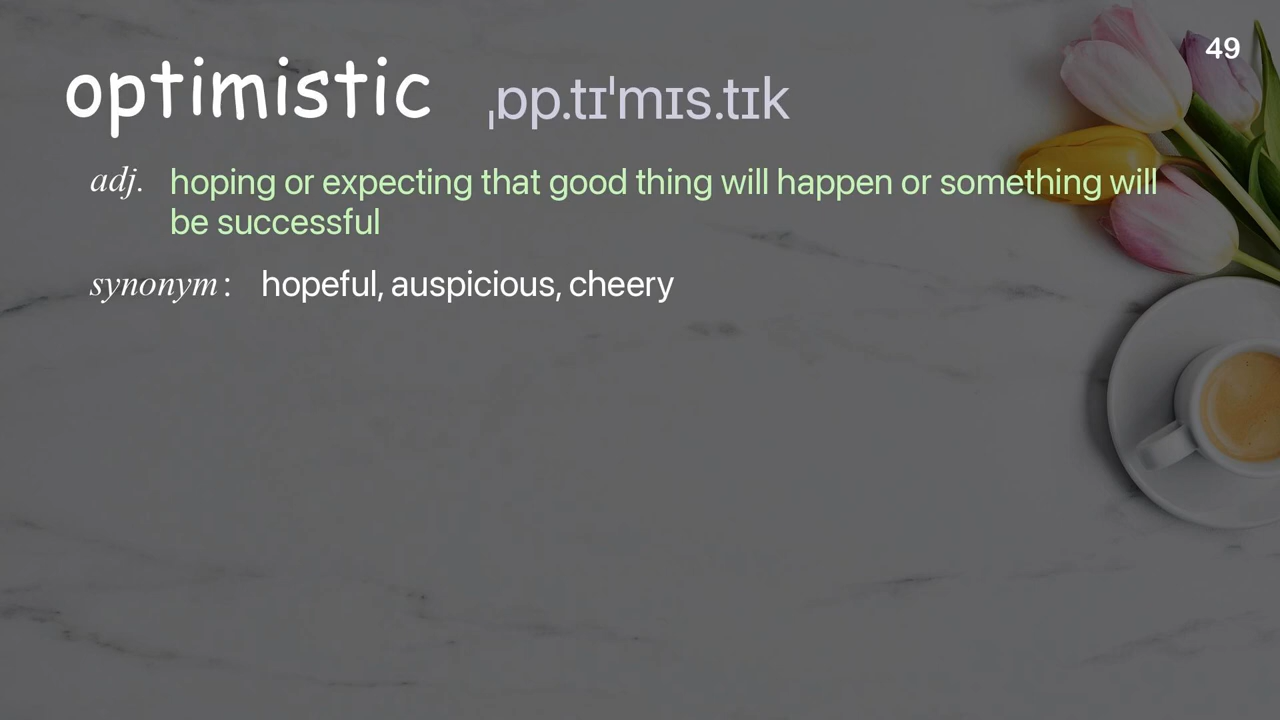 49
optimistic ˌɒp.tɪˈmɪs.tɪk
adj. hoping or expecting that good thing will happen or something will
be successful
synonym: hopeful, auspicious, cheery